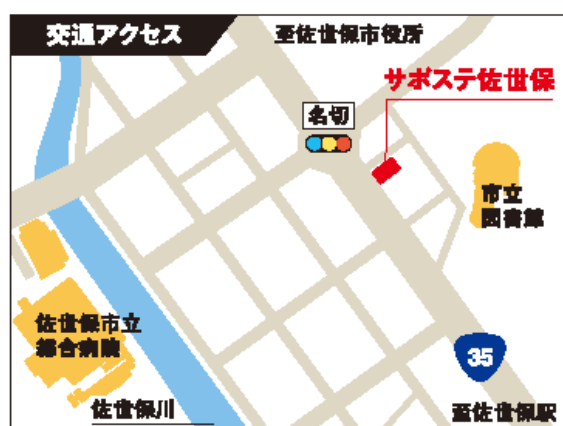 交通アクセス
至佐世保市役所
サポステ佐世保
名切
市立
図書館
佐世保市立
総合病院
35
佐世保川
至佐世保駅